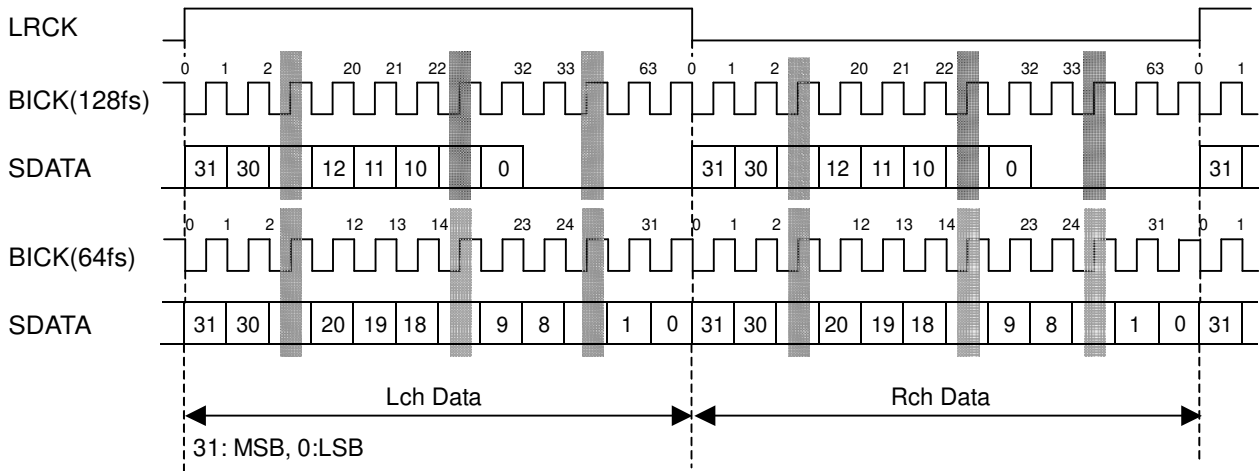 LRCK
0 1 2 20 21 22 32 33 63 0 1 2 20 21 22 32 33 63 0 1
BICK(128fs)
SDATA 31 30 12 11 10 0 31 30 12 11 10 0 31
0 1 2 12 13 14 23 24 31 0 1 2 12 13 14 23 24 31 0 1
BICK(64fs)
SDATA 31 30 20 19 18 9 8 1 0 31 30 20 19 18 9 8 1 0 31
Lch Data Rch Data
31: MSB, 0:LSB